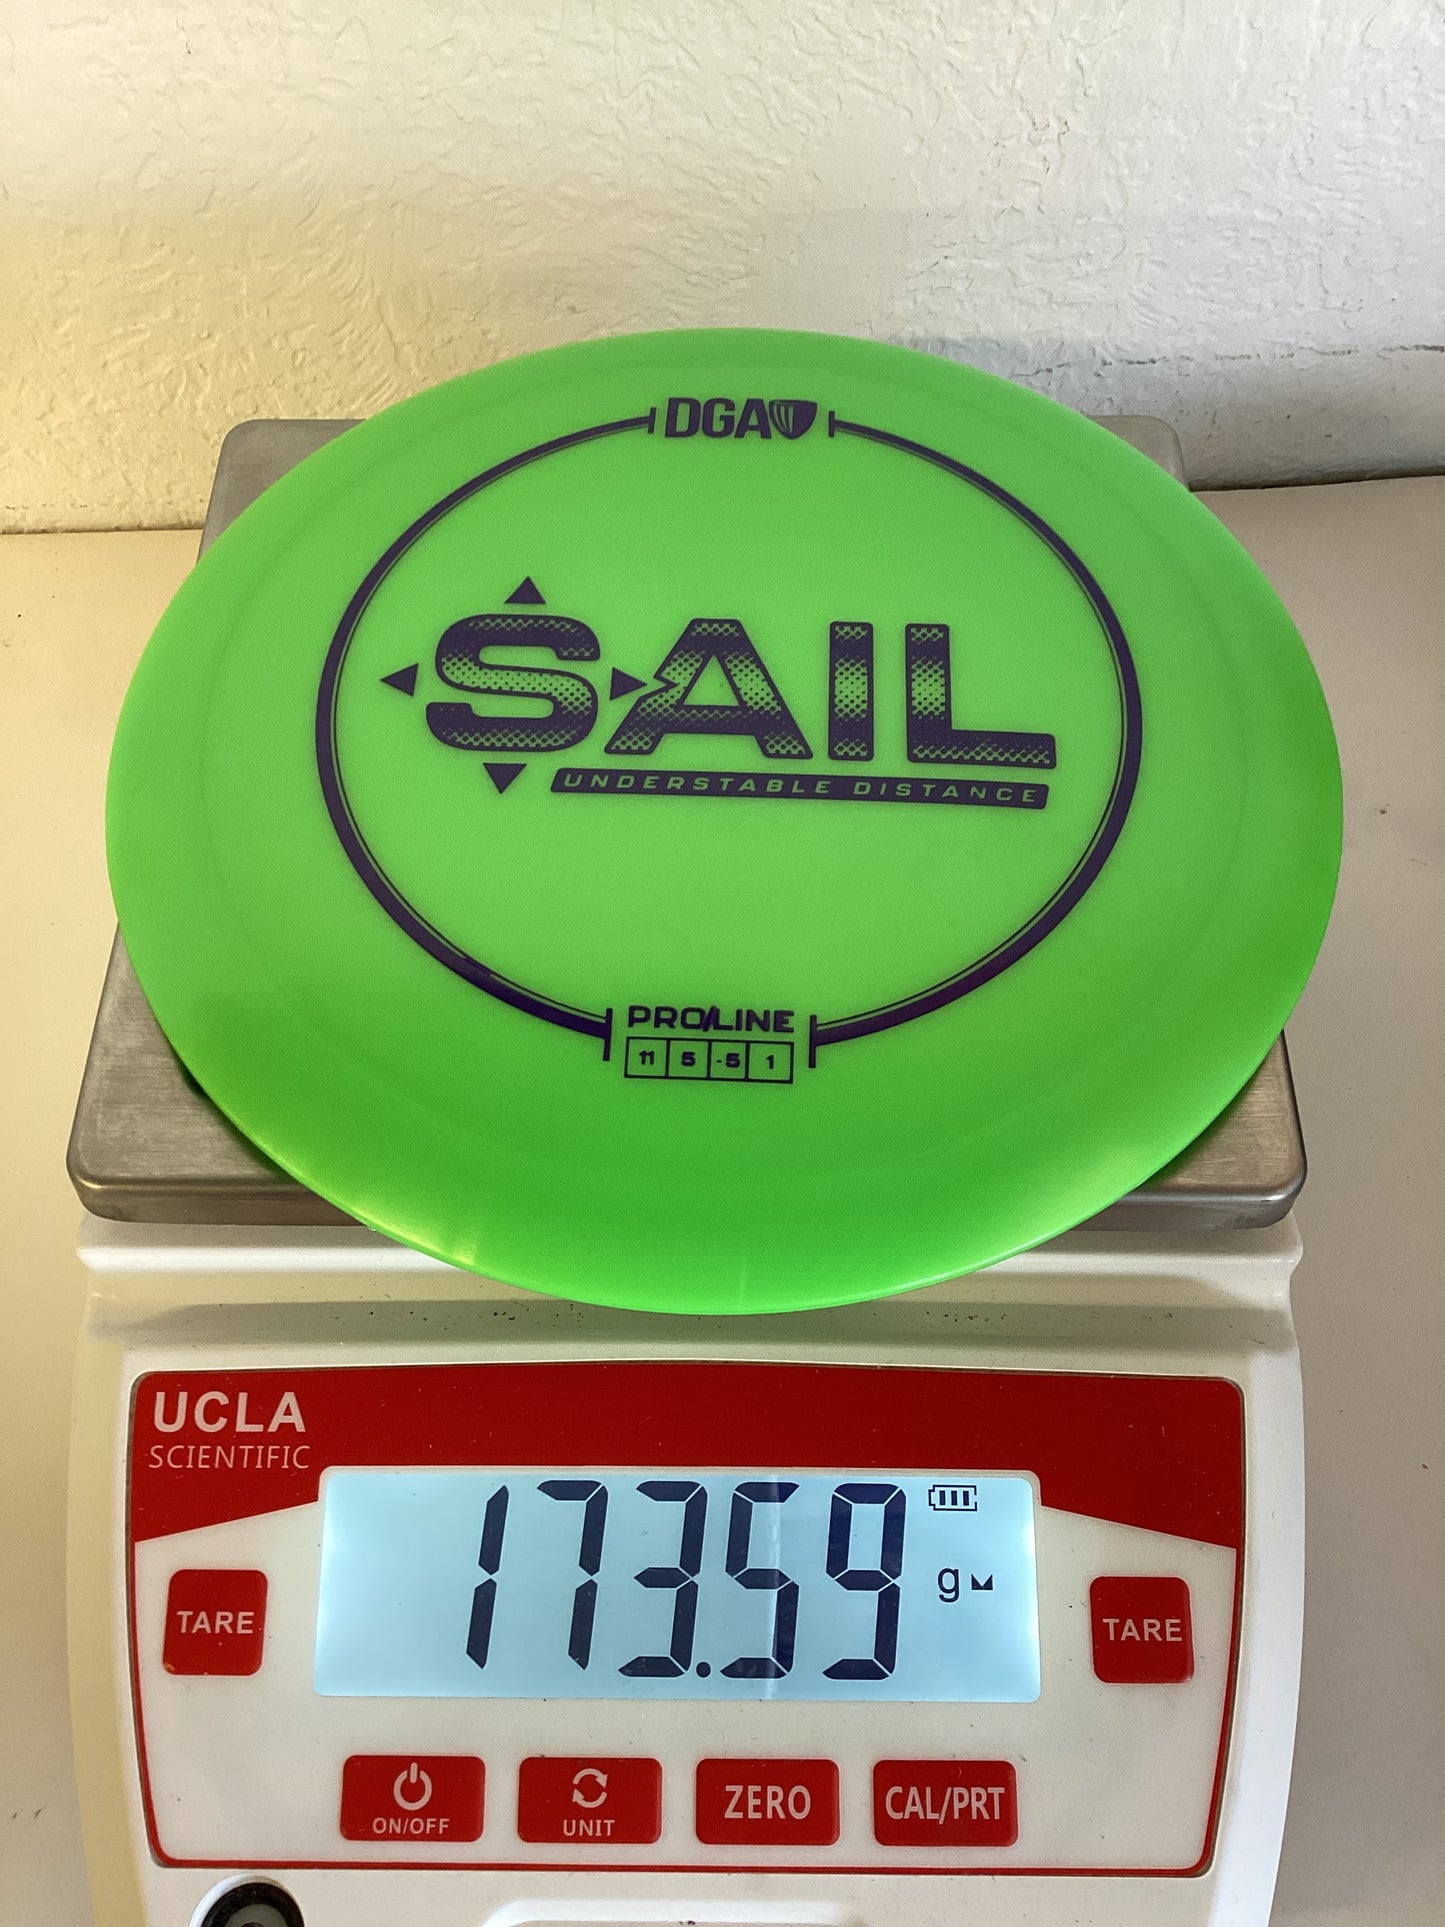 DGA
SAIL
UNDERSTABLE DISTANCE
PRO/LINE
11 5 -5 1
UCLA
SCIENTIFIC
173.59 g
TARE
TARE
ON/OFF
UNIT
ZERO
CAL/PRT